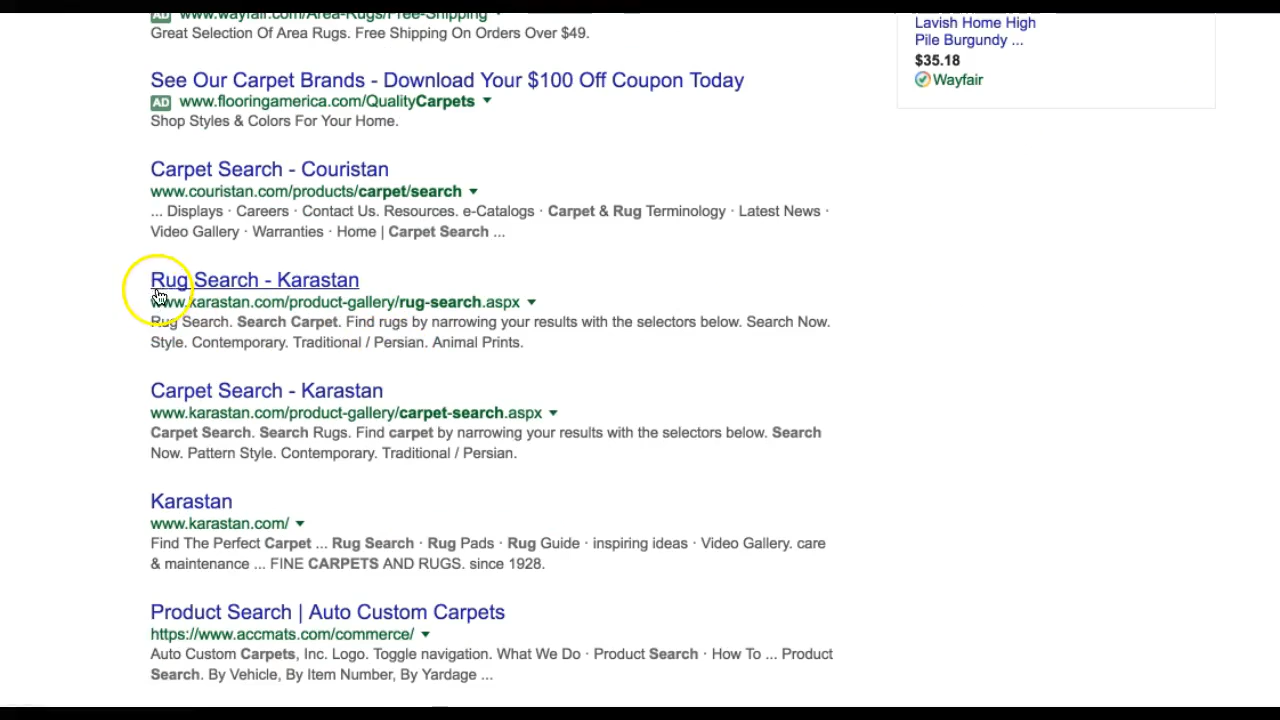 AD www.wayfair.com/Area-Rugs/Free-Shipping
Great Selection Of Area Rugs. Free Shipping On Orders Over $49.
See Our Carpet Brands - Download Your $100 Off Coupon Today
AD www.flooringamerica.com/QualityCarpets
Shop Styles & Colors For Your Home.
Carpet Search - Couristan
www.couristan.com/products/carpet/search
... Displays · Careers · Contact Us. Resources. e-Catalogs · Carpet & Rug Terminology · Latest News ·
Video Gallery · Warranties · Home | Carpet Search ...
Rug Search - Karastan
www.karastan.com/product-gallery/rug-search.aspx
Rug Search. Search Carpet. Find rugs by narrowing your results with the selectors below. Search Now.
Style. Contemporary. Traditional / Persian. Animal Prints.
Carpet Search - Karastan
www.karastan.com/product-gallery/carpet-search.aspx
Carpet Search. Search Rugs. Find carpet by narrowing your results with the selectors below. Search
Now. Pattern Style. Contemporary. Traditional / Persian.
Karastan
www.karastan.com/
Find The Perfect Carpet ... Rug Search · Rug Pads · Rug Guide · inspiring ideas · Video Gallery. care
& maintenance ... FINE CARPETS AND RUGS. since 1928.
Product Search | Auto Custom Carpets
https://www.accmats.com/commerce/
Auto Custom Carpets, Inc. Logo. Toggle navigation. What We Do · Product Search · How To ... Product
Search. By Vehicle, By Item Number, By Yardage ...
Lavish Home High
Pile Burgundy ...
$35.18
Wayfair